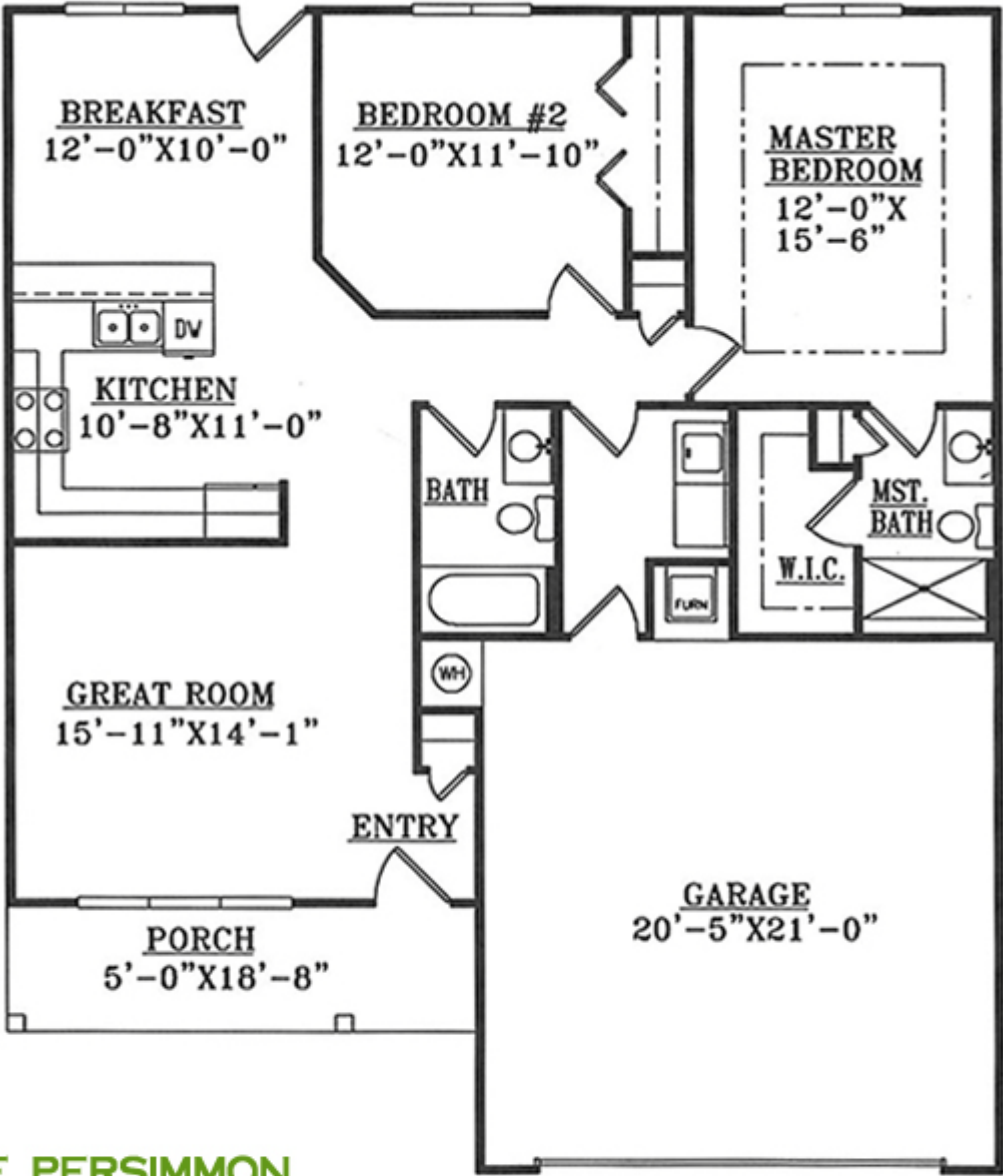 BREAKFAST
12'-0"X10'-0"
BEDROOM #2
12'-0"X11'-10"
MASTER
BEDROOM
12'-0"X
15'-6"
DW
KITCHEN
10'-8"X11'-0"
BATH
MST.
BATH
W.I.C.
FURN
WH
GREAT ROOM
15'-11"X14'-1"
ENTRY
GARAGE
20'-5"X21'-0"
PORCH
5'-0"X18'-8"
PERSIMMON